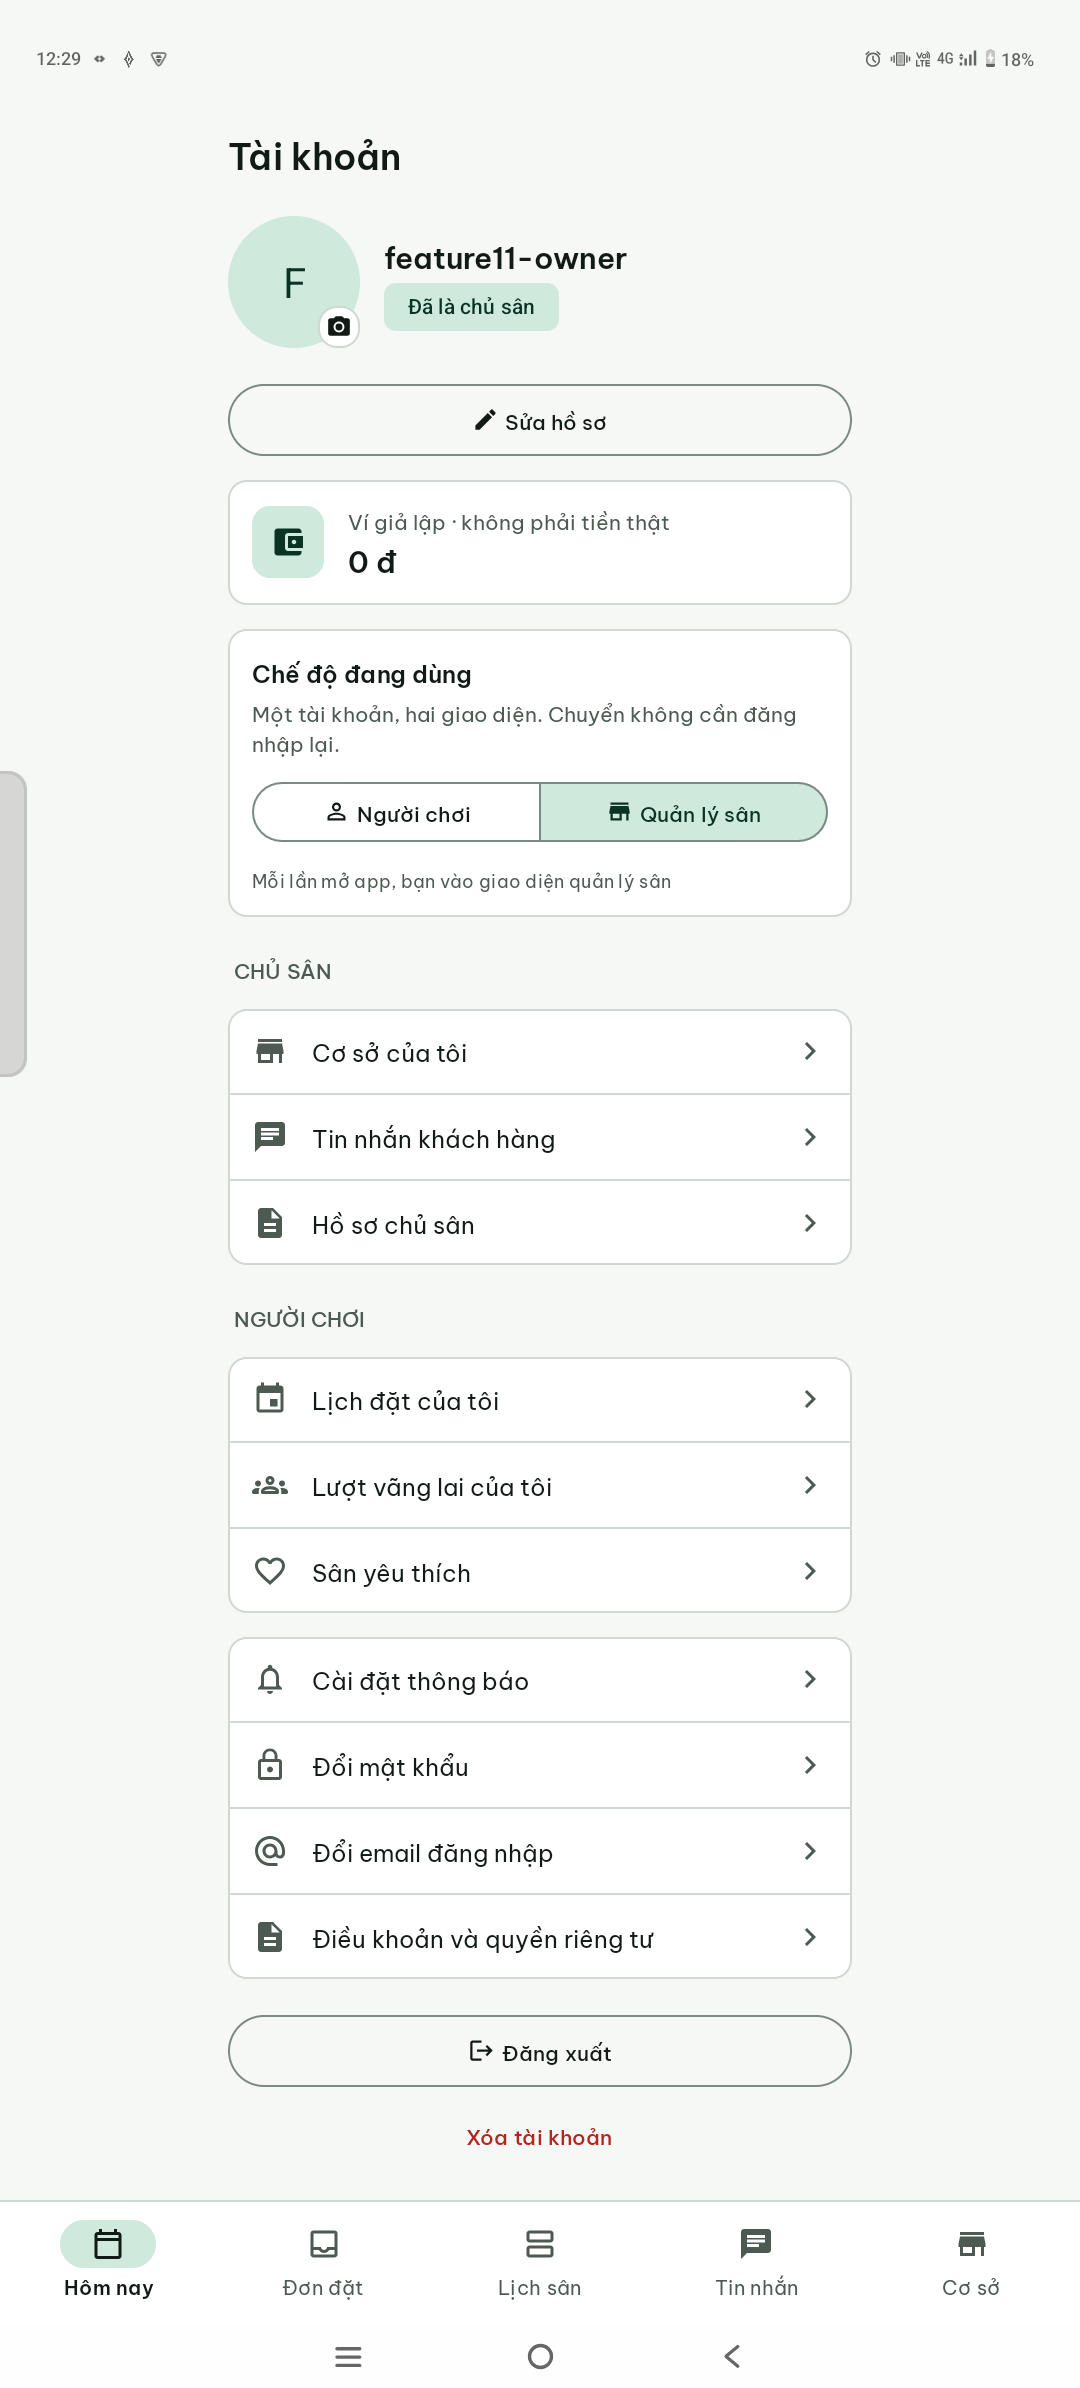 12:29
VoI) LTE 4G 18%
Tài khoản
F
feature11-owner
Đã là chủ sân
Sửa hồ sơ
Ví giả lập · không phải tiền thật
0 đ
Chế độ đang dùng
Một tài khoản, hai giao diện. Chuyển không cần đăng
nhập lại.
Người chơi
Quản lý sân
Mỗi lần mở app, bạn vào giao diện quản lý sân
CHỦ SÂN
Cơ sở của tôi
Tin nhắn khách hàng
Hồ sơ chủ sân
NGƯỜI CHƠI
Lịch đặt của tôi
Lượt vãng lai của tôi
Sân yêu thích
Cài đặt thông báo
Đổi mật khẩu
Đổi email đăng nhập
Điều khoản và quyền riêng tư
Đăng xuất
Xóa tài khoản
Hôm nay
Đơn đặt
Lịch sân
Tin nhắn
Cơ sở